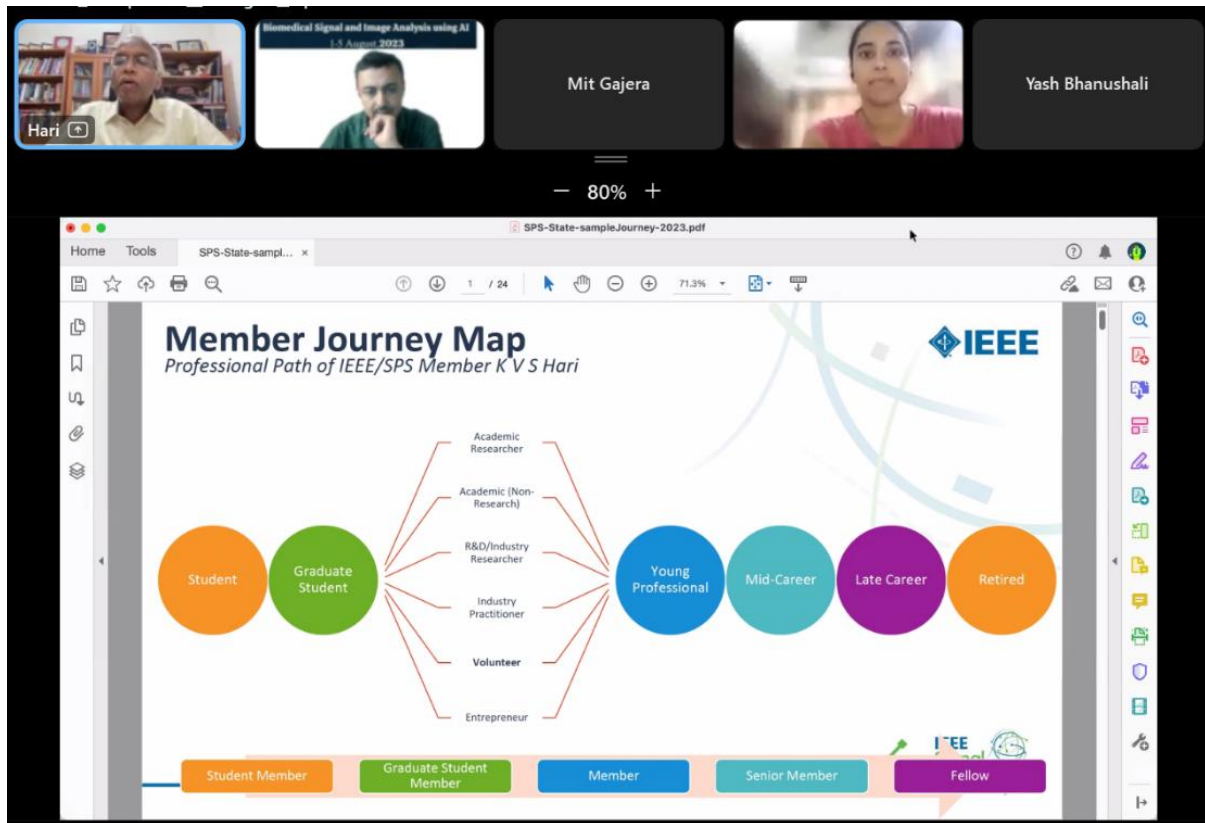 Biomedical Signal and Image Analysis using AI
1-5 August, 2023
Hari
Mit Gajera
Yash Bhanushali
80%
SPS-State-sampleJourney-2023.pdf
Home Tools SPS-State-sampl... ×
1 / 24 71.3%
Member Journey Map
Professional Path of IEEE/SPS Member K V S Hari
IEEE
Academic
Researcher
Academic (Non-
Research)
R&D/Industry
Researcher
Industry
Practitioner
Volunteer
Entrepreneur
Student
Graduate
Student
Young
Professional
Mid-Career
Late Career
Retired
IEEE
Student Member
Graduate Student
Member
Member
Senior Member
Fellow